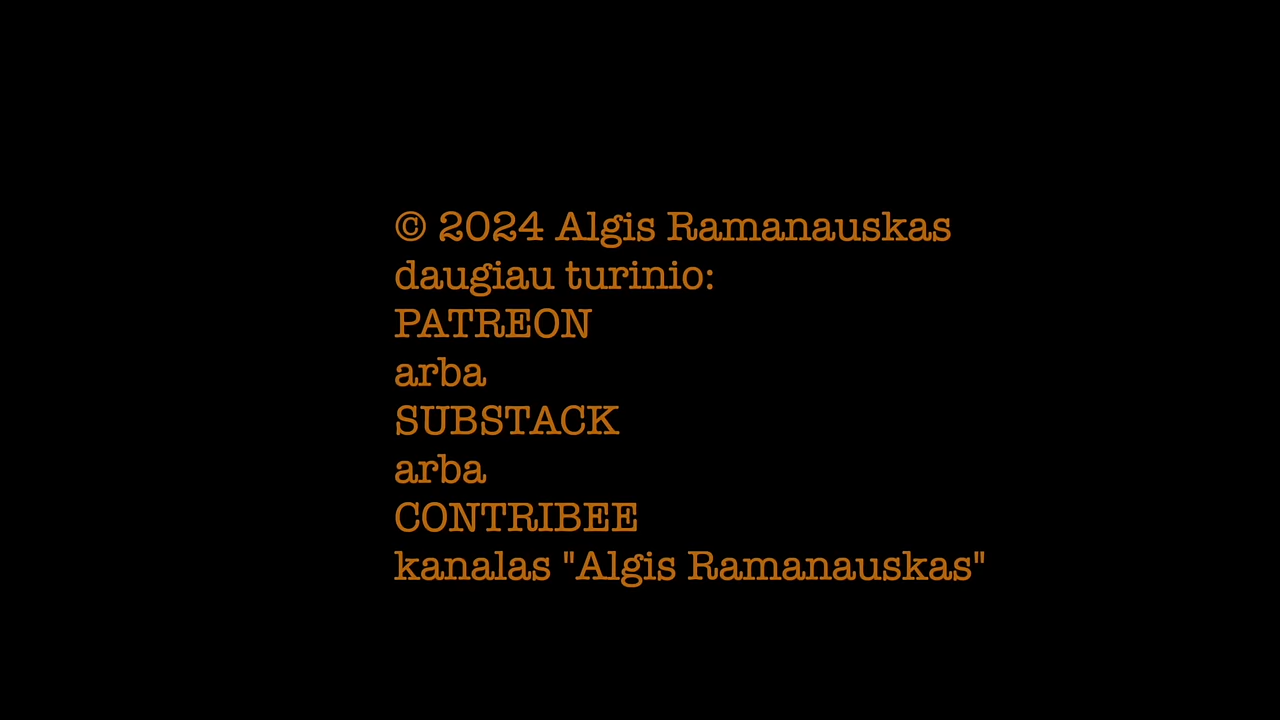 © 2024 Algis Ramanauskas
daugiau turinio:
PATREON
arba
SUBSTACK
arba
CONTRIBEE
kanalas "Algis Ramanauskas"